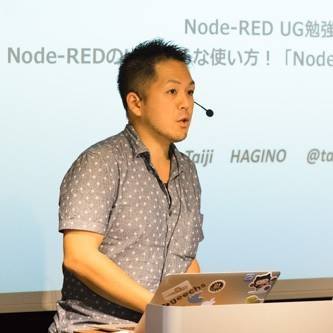 Node-RED UG勉強
Node-REDの な使い方！「Node
Taiji HAGINO @ta